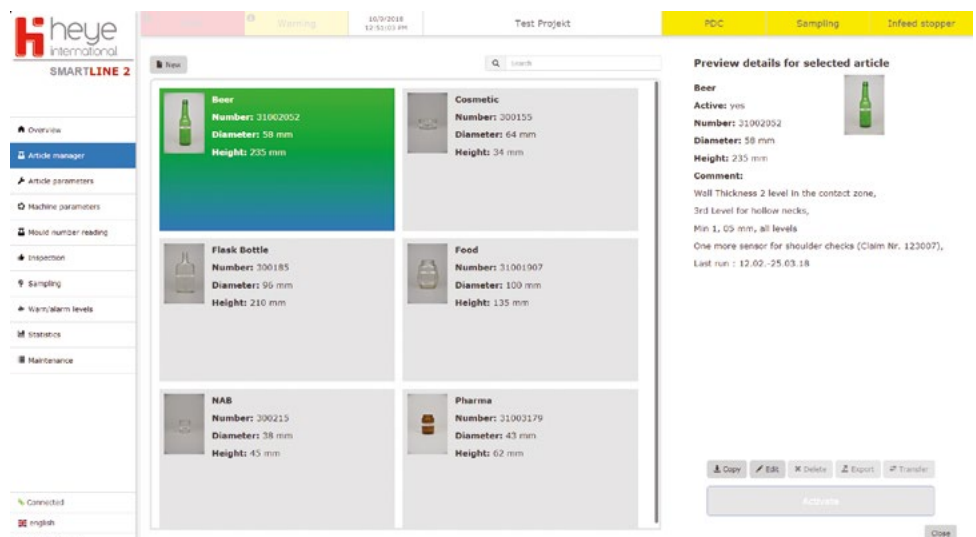 heye
international
SMARTLINE 2
Warning
10/9/2018
12:55:03 PM
Test Projekt
PDC
Sampling
Infeed stopper
New
Search
Overview
Article manager
Article parameters
Machine parameters
Mould number reading
Inspection
Sampling
Warn/alarm levels
Statistics
Maintenance
Connected
english
Beer
Number: 31002052
Diameter: 58 mm
Height: 235 mm
Cosmetic
Number: 300155
Diameter: 64 mm
Height: 34 mm
Flask Bottle
Number: 300185
Diameter: 96 mm
Height: 210 mm
Food
Number: 31001907
Diameter: 100 mm
Height: 135 mm
NAB
Number: 300215
Diameter: 38 mm
Height: 45 mm
Pharma
Number: 31003179
Diameter: 43 mm
Height: 62 mm
Preview details for selected article
Beer
Active: yes
Number: 31002052
Diameter: 58 mm
Height: 235 mm
Comment:
Wall Thickness 2 level in the contact zone,
3rd Level for hollow necks,
Min 1, 05 mm, all levels
One more sensor for shoulder checks (Claim Nr. 123007),
Last run : 12.02.-25.03.18
Copy
Edit
Delete
Export
Transfer
Activate
Close